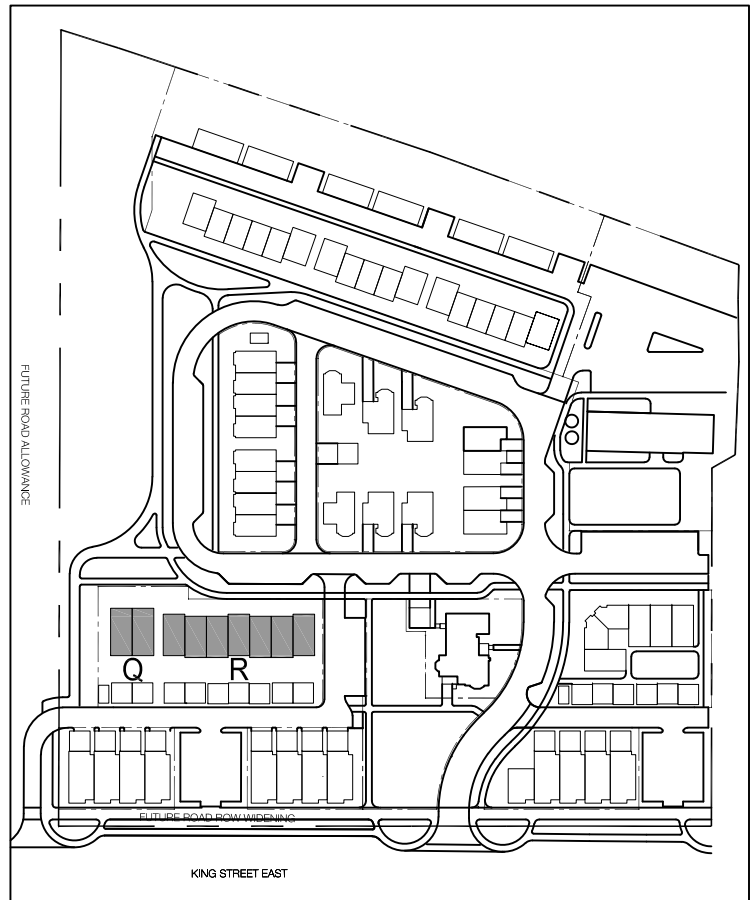 FUTURE ROAD ALLOWANCE
Q
R
FUTURE ROAD ROW WIDENING
KING STREET EAST